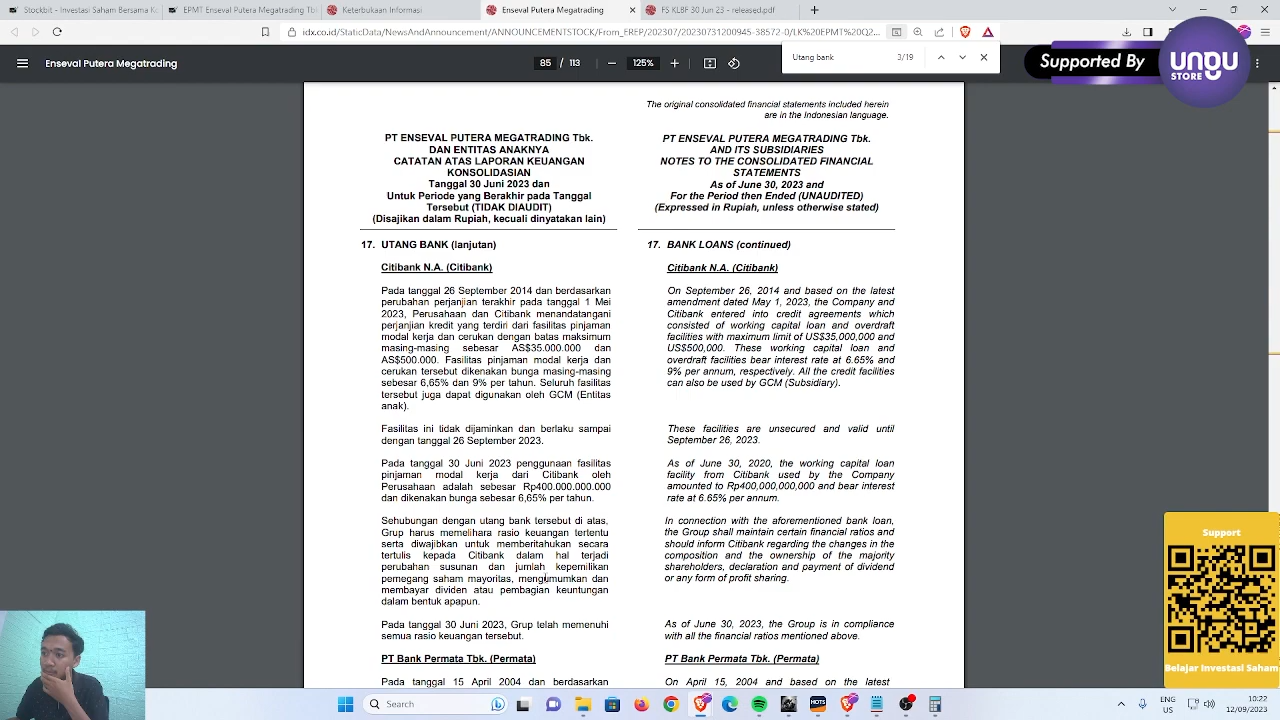 Stockbit - Saham Bersama Ko
EPMT Enseval Putera Megatrading Tb
Keterbukaan Informasi
Enseval Putera Megatrading
FS KLBF 30 Jun 23 – released.pdf
idx.co.id/StaticData/NewsAndAnnouncement/ANNOUNCEMENTSTOCK/From_EREP/202307/20230731200945-38572-0/LK%20EPMT%20Q2...
Enseval Putera Megatrading
85 / 113
125%
Utang bank 3/19
Supported By
UNGU
STORE
The original consolidated financial statements included herein
are in the Indonesian language.
PT ENSEVAL PUTERA MEGATRADING Tbk.
DAN ENTITAS ANAKNYA
CATATAN ATAS LAPORAN KEUANGAN
KONSOLIDASIAN
Tanggal 30 Juni 2023 dan
Untuk Periode yang Berakhir pada Tanggal
Tersebut (TIDAK DIAUDIT)
(Disajikan dalam Rupiah, kecuali dinyatakan lain)
PT ENSEVAL PUTERA MEGATRADING Tbk.
AND ITS SUBSIDIARIES
NOTES TO THE CONSOLIDATED FINANCIAL
STATEMENTS
As of June 30, 2023 and
For the Period then Ended (UNAUDITED)
(Expressed in Rupiah, unless otherwise stated)
17. UTANG BANK (lanjutan)
Citibank N.A. (Citibank)
Pada tanggal 26 September 2014 dan berdasarkan
perubahan perjanjian terakhir pada tanggal 1 Mei
2023, Perusahaan dan Citibank menandatangani
perjanjian kredit yang terdiri dari fasilitas pinjaman
modal kerja dan cerukan dengan batas maksimum
masing-masing sebesar AS$35.000.000 dan
AS$500.000. Fasilitas pinjaman modal kerja dan
cerukan tersebut dikenakan bunga masing-masing
sebesar 6,65% dan 9% per tahun. Seluruh fasilitas
tersebut juga dapat digunakan oleh GCM (Entitas
anak).
Fasilitas ini tidak dijaminkan dan berlaku sampai
dengan tanggal 26 September 2023.
Pada tanggal 30 Juni 2023 penggunaan fasilitas
pinjaman modal kerja dari Citibank oleh
Perusahaan adalah sebesar Rp400.000.000.000
dan dikenakan bunga sebesar 6,65% per tahun.
Sehubungan dengan utang bank tersebut di atas,
Grup harus memelihara rasio keuangan tertentu
serta diwajibkan untuk memberitahukan secara
tertulis kepada Citibank dalam hal terjadi
perubahan susunan dan jumlah kepemilikan
pemegang saham mayoritas, mengumumkan dan
membayar dividen atau pembagian keuntungan
dalam bentuk apapun.
Pada tanggal 30 Juni 2023, Grup telah memenuhi
semua rasio keuangan tersebut.
PT Bank Permata Tbk. (Permata)
Pada tanggal 15 April 2004 dan berdasarkan
17. BANK LOANS (continued)
Citibank N.A. (Citibank)
On September 26, 2014 and based on the latest
amendment dated May 1, 2023, the Company and
Citibank entered into credit agreements which
consisted of working capital loan and overdraft
facilities with maximum limit of US$35,000,000 and
US$500,000. These working capital loan and
overdraft facilities bear interest rate at 6.65% and
9% per annum, respectively. All the credit facilities
can also be used by GCM (Subsidiary).
These facilities are unsecured and valid until
September 26, 2023.
As of June 30, 2020, the working capital loan
facility from Citibank used by the Company
amounted to Rp400,000,000,000 and bear interest
rate at 6.65% per annum.
In connection with the aforementioned bank loan,
the Group shall maintain certain financial ratios and
should inform Citibank regarding the changes in the
composition and the ownership of the majority
shareholders, declaration and payment of dividend
or any form of profit sharing.
As of June 30, 2023, the Group is in compliance
with all the financial ratios mentioned above.
PT Bank Permata Tbk. (Permata)
On April 15, 2004 and based on the latest
Support
Belajar Investasi Saham
Search
HOTS
ENG
US
10:22
12/09/2023